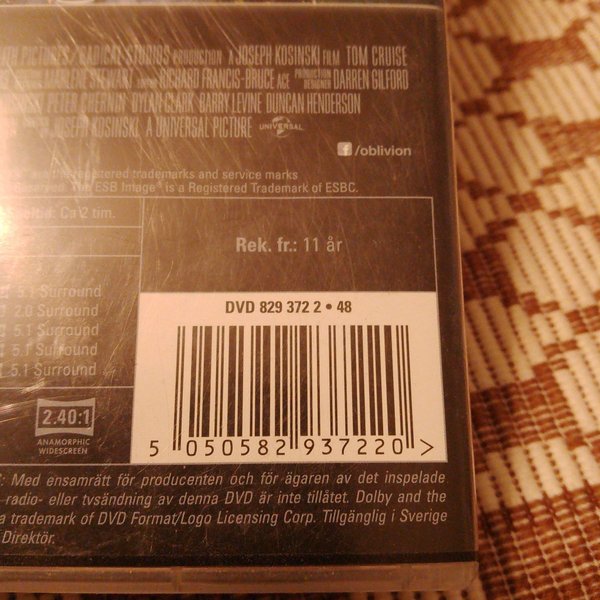 PICTURES/RADICAL STUDIOS PRODUCTION A JOSEPH KOSINSKI FILM TOM CRUISE
MARLENE STEWART RICHARD FRANCIS-BRUCE ACE PRODUCTION DESIGNER DARREN GILFORD
PETER CHERNIN DYLAN CLARK BARRY LEVINE DUNCAN HENDERSON
JOSEPH KOSINSKI A UNIVERSAL PICTURE UNIVERSAL
f/oblivion
are the registered trademarks and service marks
Reserved. The ESB Image® is a Registered Trademark of ESBC.
Ca 2 tim.
Rek. fr.: 11 år
5.1 Surround
2.0 Surround
5.1 Surround
5.1 Surround
5.1 Surround
DVD 829 372 2 • 48
5 050582 937220 >
2.40:1
ANAMORPHIC
WIDESCREEN
: Med ensamrätt för producenten och för ägaren av det inspelade
radio- eller tvsändning av denna DVD är inte tillåtet. Dolby and the
a trademark of DVD Format/Logo Licensing Corp. Tillgänglig i Sverige
Direktör.